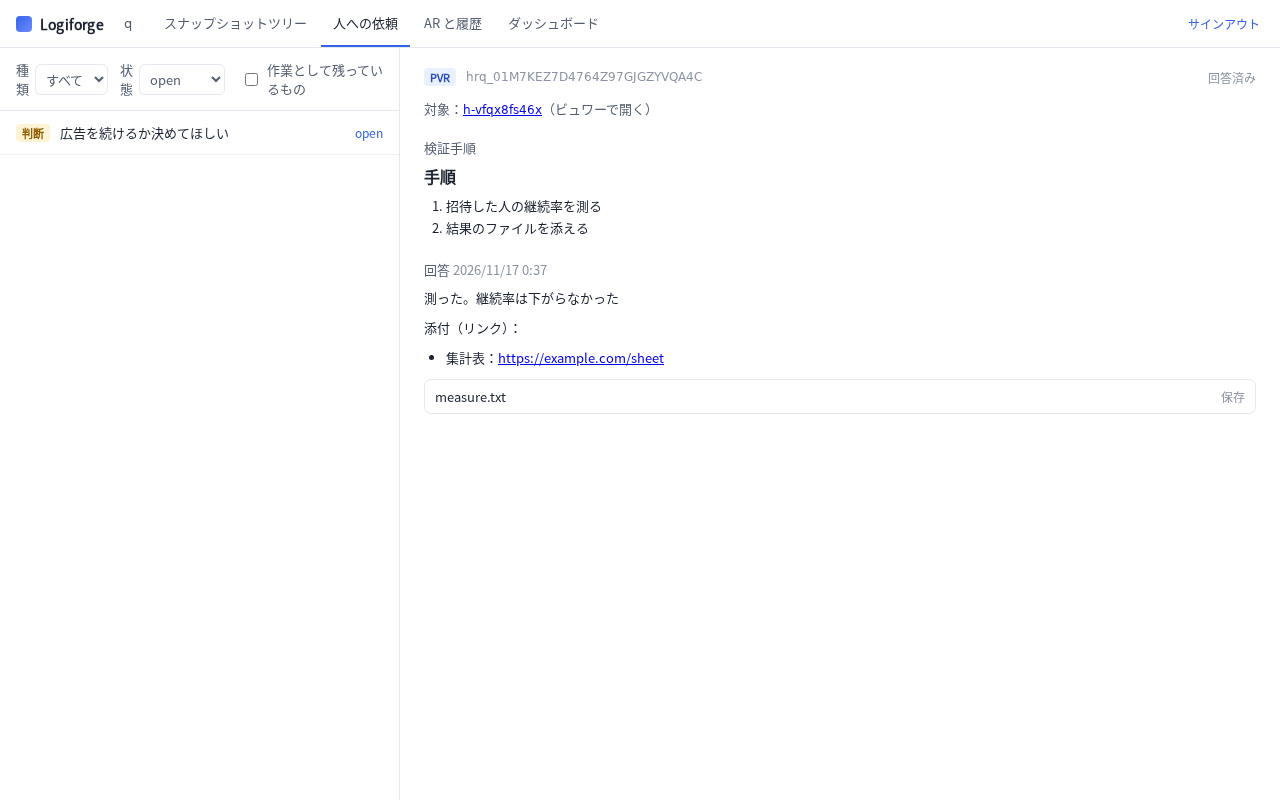 Logiforge q スナップショットツリー 人への依頼 AR と履歴 ダッシュボード サインアウト
種類 すべて 状態 open 作業として残っているもの
判断 広告を続けるか決めてほしい open
PVR hrq_01M7KEZ7D4764Z97GJGZYVQA4C 回答済み
対象：h-vfqx8fs46x（ビュワーで開く）
検証手順
手順
1. 招待した人の継続率を測る
2. 結果のファイルを添える
回答 2026/11/17 0:37
測った。継続率は下がらなかった
添付（リンク）：
• 集計表：https://example.com/sheet
measure.txt 保存